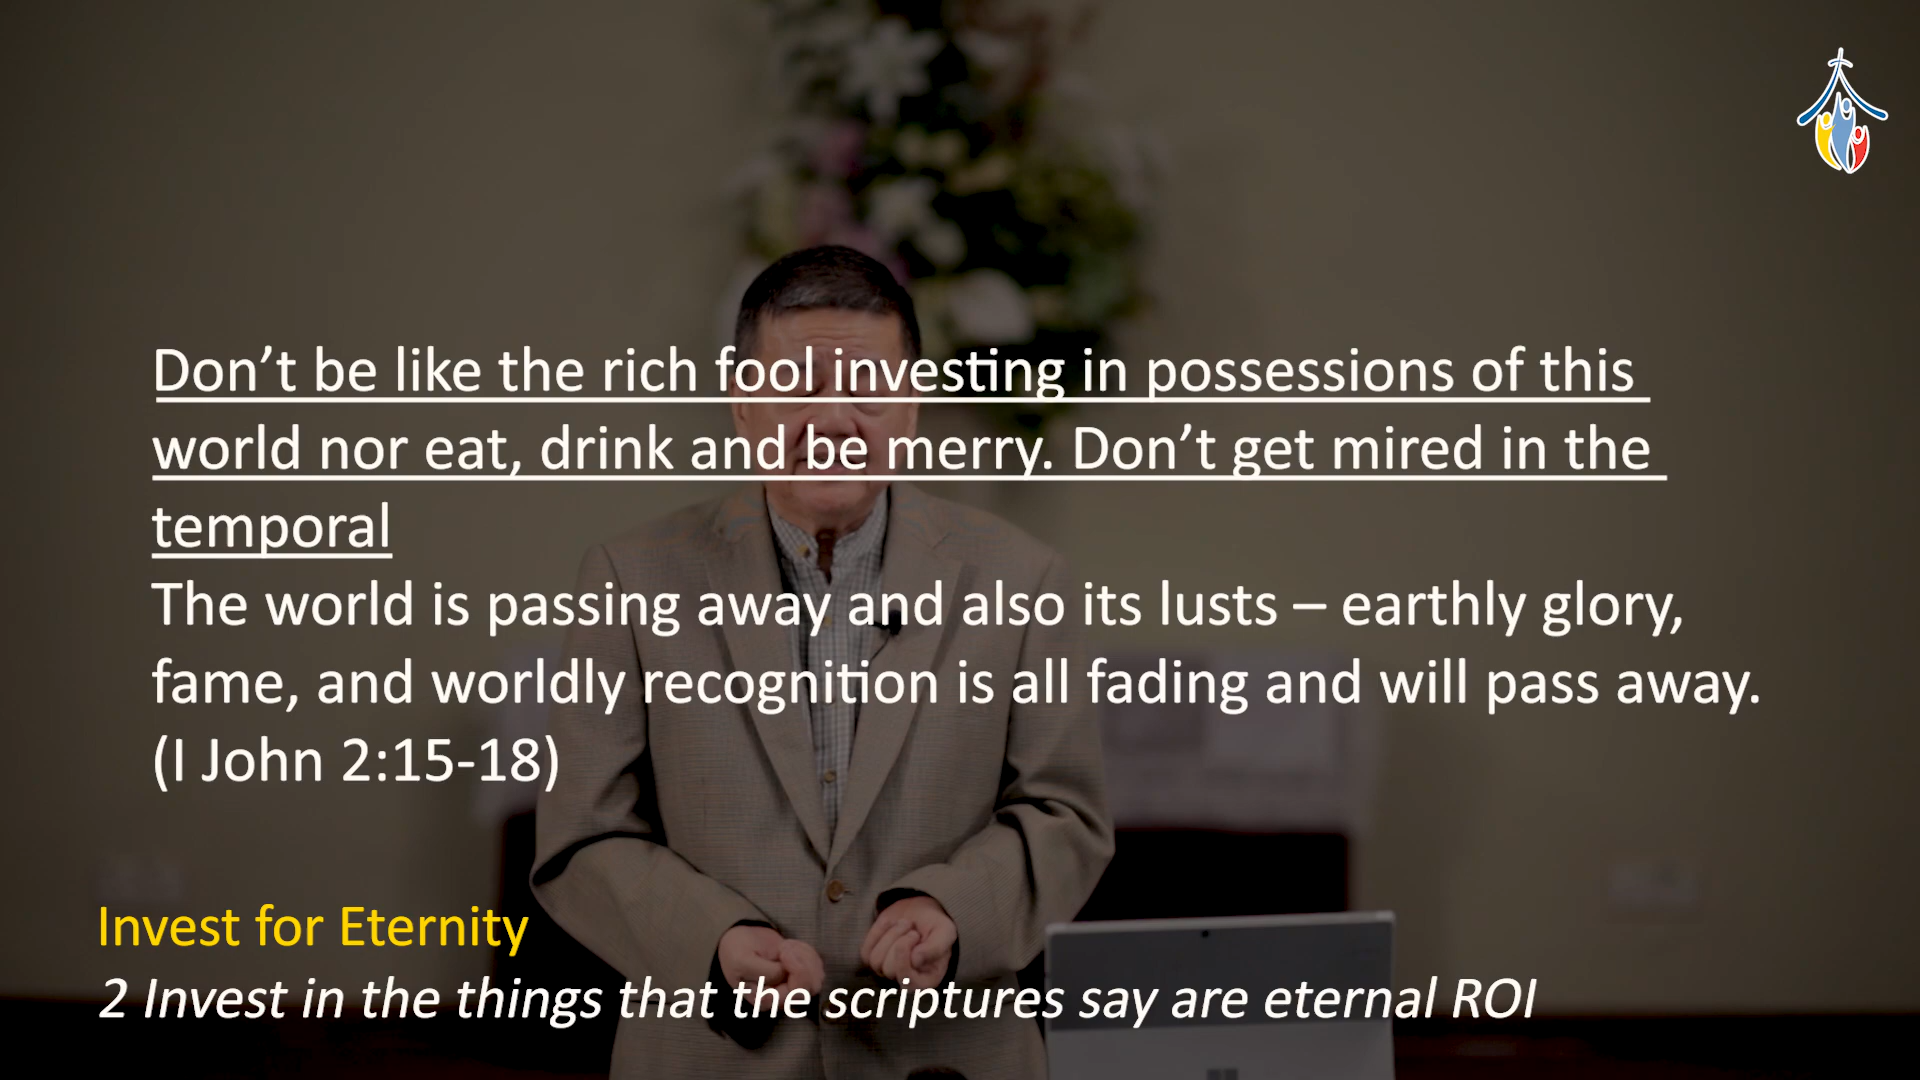 Don’t be like the rich fool investing in possessions of this
world nor eat, drink and be merry. Don’t get mired in the
temporal
The world is passing away and also its lusts – earthly glory,
fame, and worldly recognition is all fading and will pass away.
(I John 2:15-18)
Invest for Eternity
2 Invest in the things that the scriptures say are eternal ROI